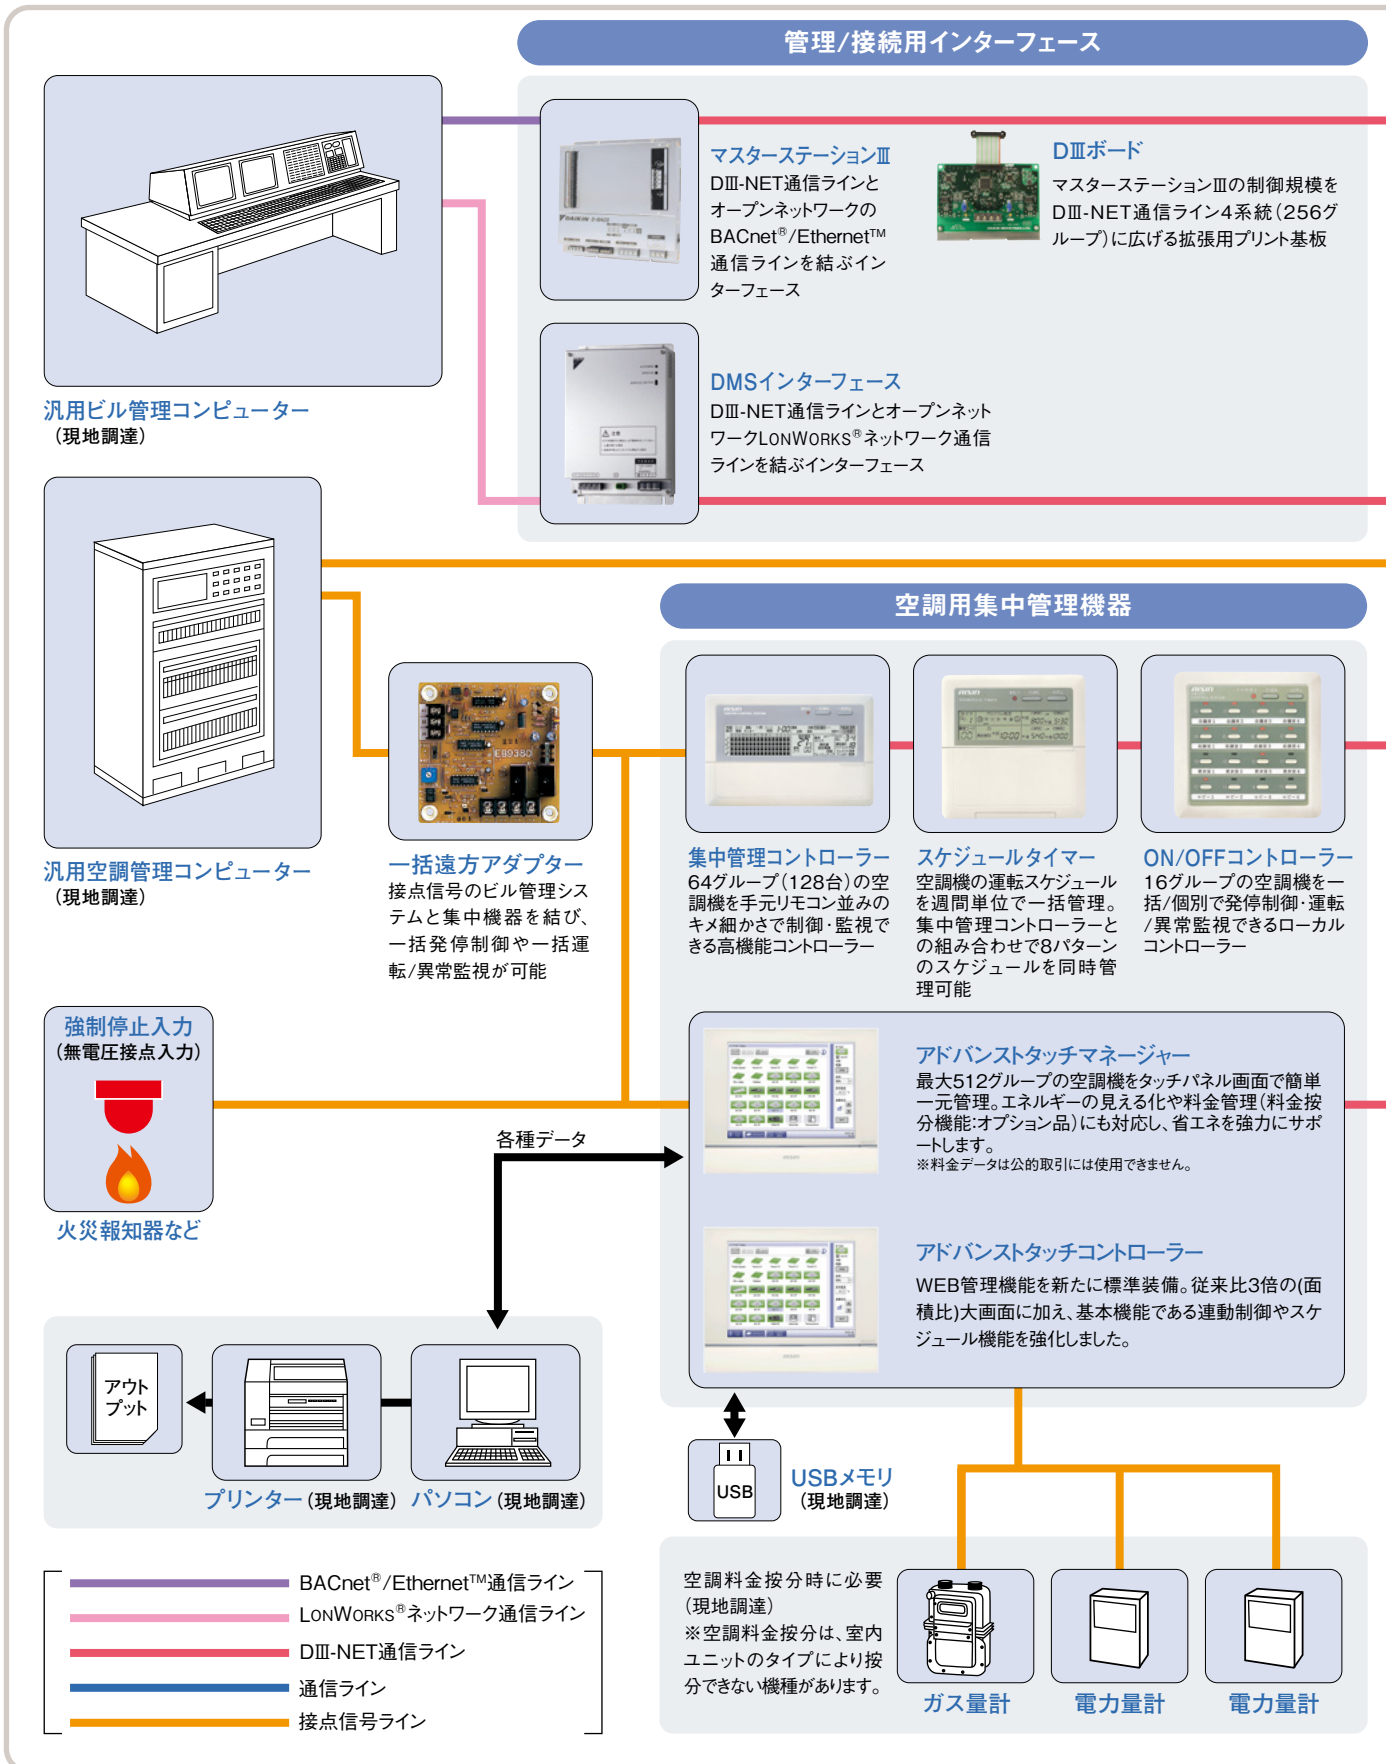 管理/接続用インターフェース
マスターステーションⅢ
DⅢ-NET通信ラインと
オープンネットワークの
BACnet®/Ethernet™
通信ラインを結ぶイン
ターフェース
DⅢボード
マスターステーションⅢの制御規模を
DⅢ-NET通信ライン4系統(256グ
ループ)に広げる拡張用プリント基板
DMSインターフェース
DⅢ-NET通信ラインとオープンネット
ワークLONWORKS®ネットワーク通信
ラインを結ぶインターフェース
汎用ビル管理コンピューター
(現地調達)
汎用空調管理コンピューター
(現地調達)
EB9380
一括遠方アダプター
接点信号のビル管理シス
テムと集中機器を結び、
一括発停制御や一括運
転/異常監視が可能
空調用集中管理機器
集中管理コントローラー
64グループ(128台)の空
調機を手元リモコン並みの
キメ細かさで制御・監視で
きる高機能コントローラー
スケジュールタイマー
空調機の運転スケジュール
を週間単位で一括管理。
集中管理コントローラーと
の組み合わせで8パターン
のスケジュールを同時管
理可能
ON/OFFコントローラー
16グループの空調機を一
括/個別で発停制御・運転
/異常監視できるローカル
コントローラー
強制停止入力
(無電圧接点入力)
火災報知器など
アドバンストタッチマネージャー
最大512グループの空調機をタッチパネル画面で簡単
一元管理。エネルギーの見える化や料金管理(料金按
分機能:オプション品)にも対応し、省エネを強力にサポ
ートします。
※料金データは公的取引には使用できません。
各種データ
アドバンストタッチコントローラー
WEB管理機能を新たに標準装備。従来比3倍の(面
積比)大画面に加え、基本機能である連動制御やスケ
ジュール機能を強化しました。
アウト
プット
プリンター(現地調達)
パソコン(現地調達)
USB
USBメモリ
(現地調達)
BACnet®/Ethernet™通信ライン
LONWORKS®ネットワーク通信ライン
DⅢ-NET通信ライン
通信ライン
接点信号ライン
空調料金按分時に必要
(現地調達)
※空調料金按分は、室内
ユニットのタイプにより按
分できない機種があります。
ガス量計
電力量計
電力量計